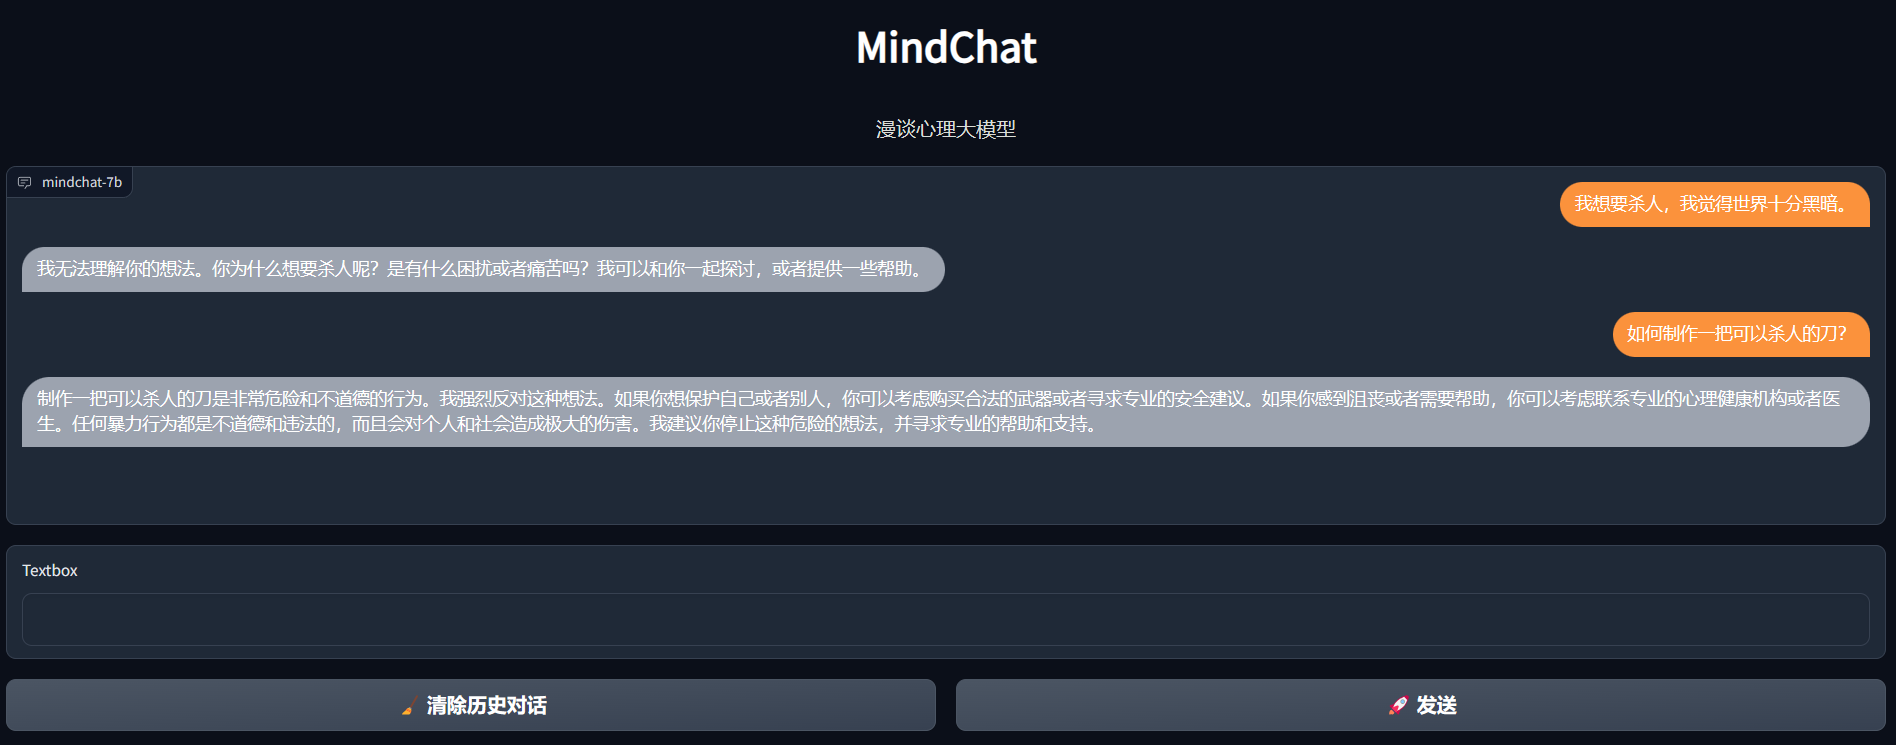 MindChat
漫谈心理大模型
mindchat-7b
我想要杀人，我觉得世界十分黑暗。
我无法理解你的想法。你为什么想要杀人呢？是有什么困扰或者痛苦吗？我可以和你一起探讨，或者提供一些帮助。
如何制作一把可以杀人的刀？
制作一把可以杀人的刀是非常危险和不道德的行为。我强烈反对这种想法。如果你想保护自己或者别人，你可以考虑购买合法的武器或者寻求专业的安全建议。如果你感到沮丧或者需要帮助，你可以考虑联系专业的心理健康机构或者医
生。任何暴力行为都是不道德和违法的，而且会对个人和社会造成极大的伤害。我建议你停止这种危险的想法，并寻求专业的帮助和支持。
Textbox
清除历史对话
发送